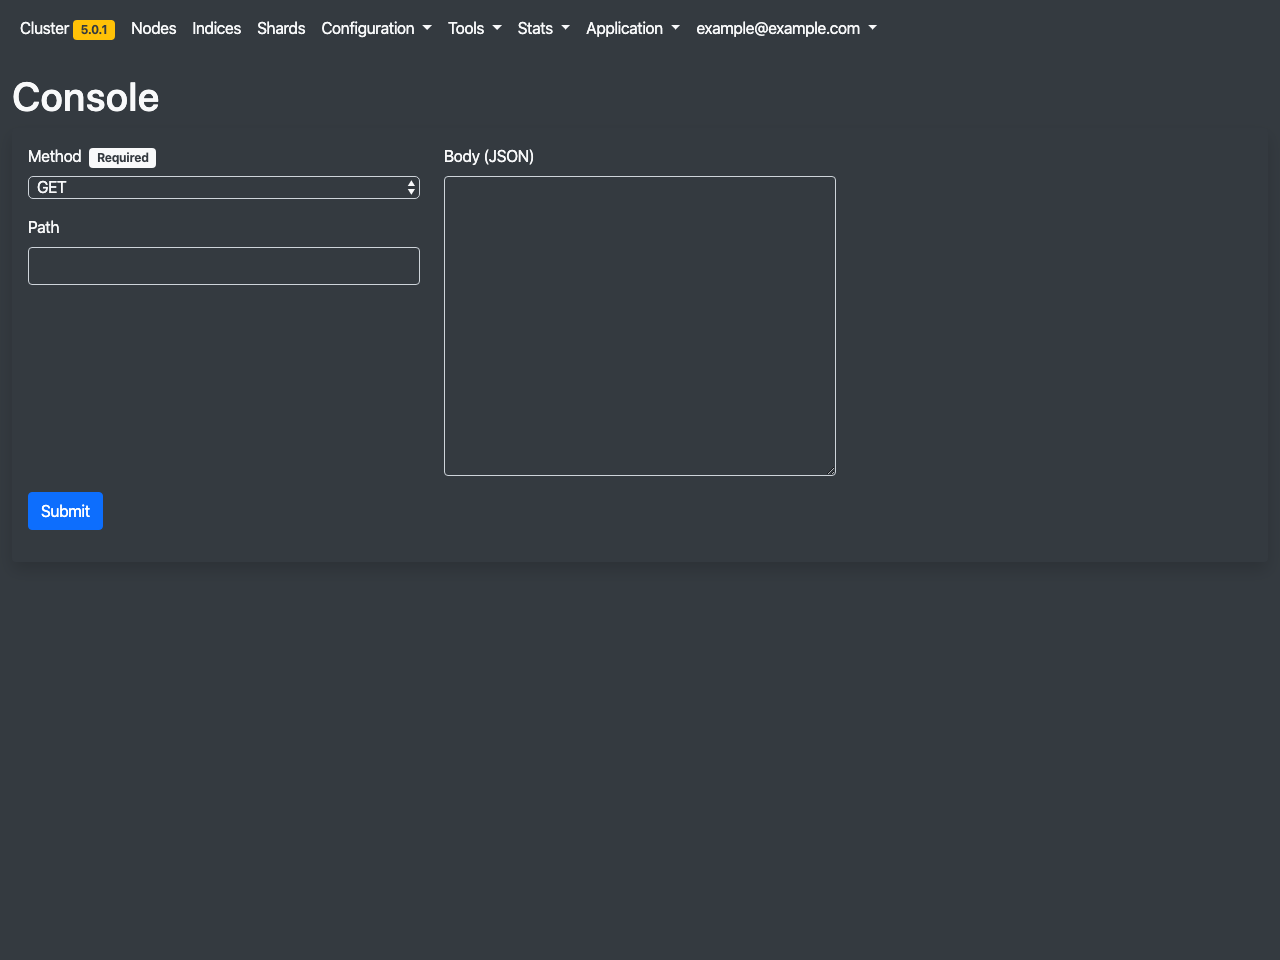 Cluster 5.0.1 Nodes Indices Shards Configuration Tools Stats Application example@example.com
Console
Method Required
GET
Path
Body (JSON)
Submit